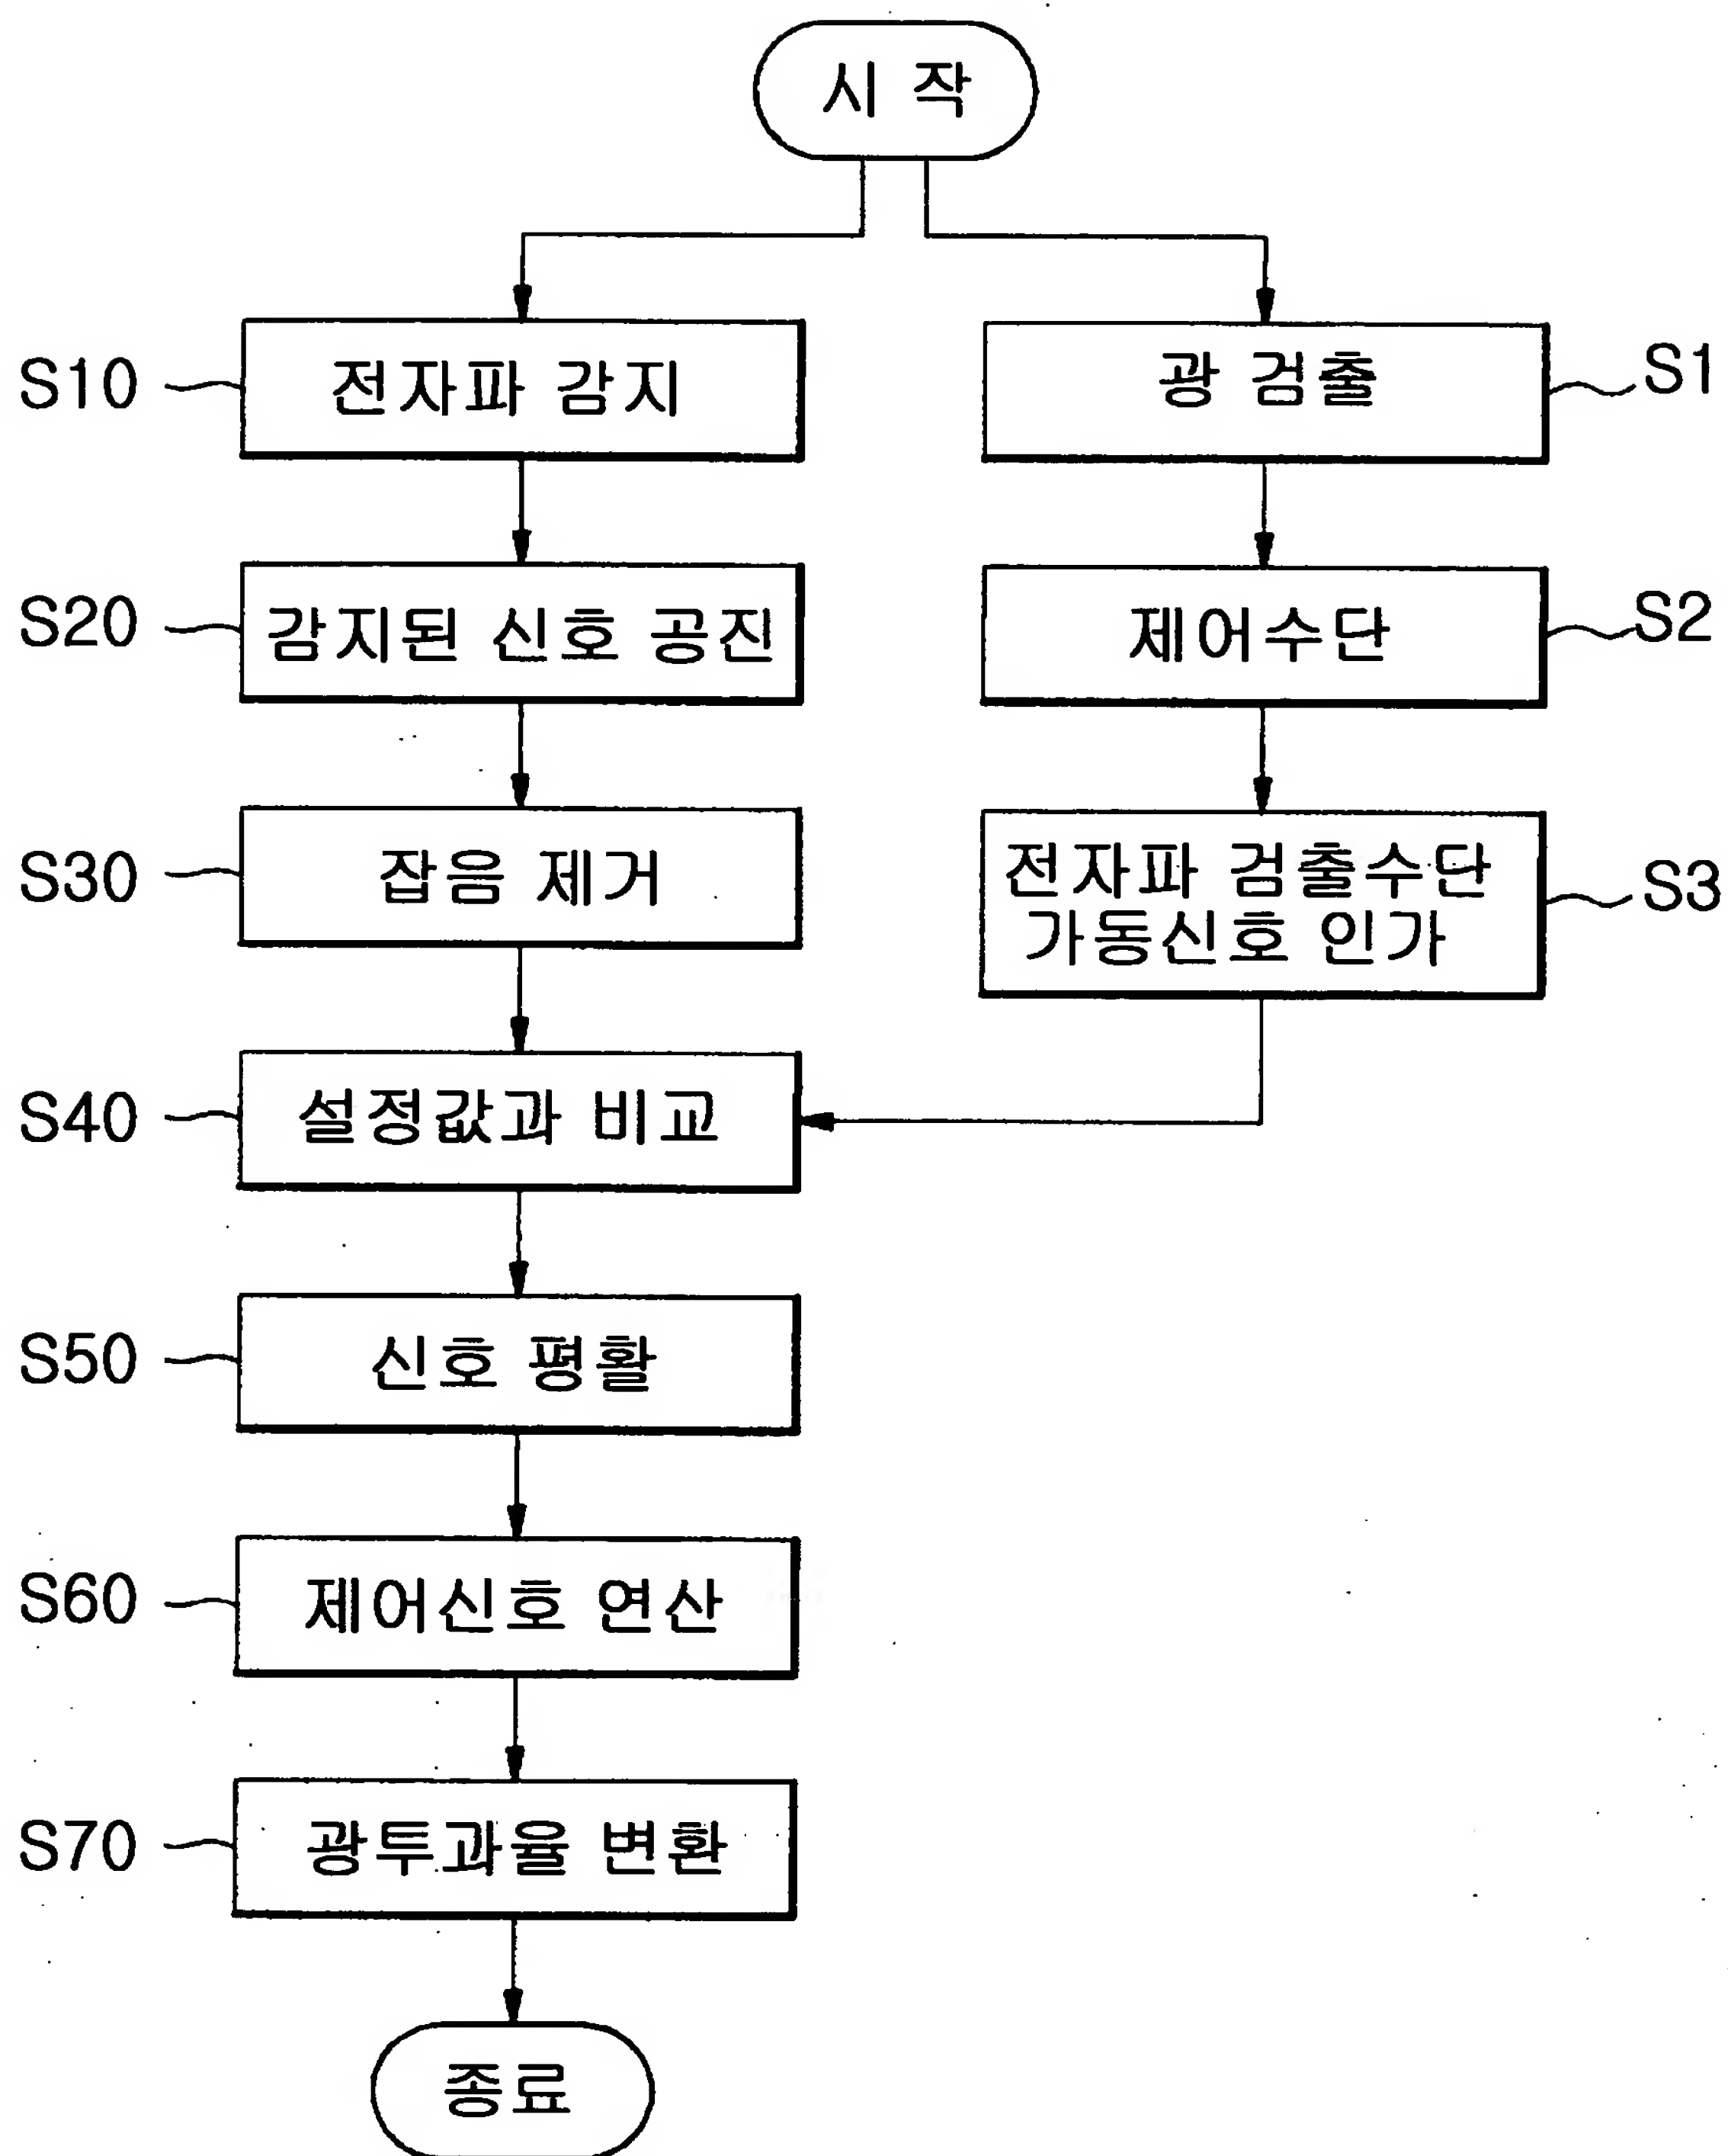 시 작
S10
전자파 감지
광 검출
S1
S20
감지된 신호 공진
제어수단
S2
S30
잡음 제거
전자파 검출수단
가동신호 인가
S3
S40
설정값과 비교
S50
신호 평활
S60
제어신호 연산
S70
광투과율 변환
종료